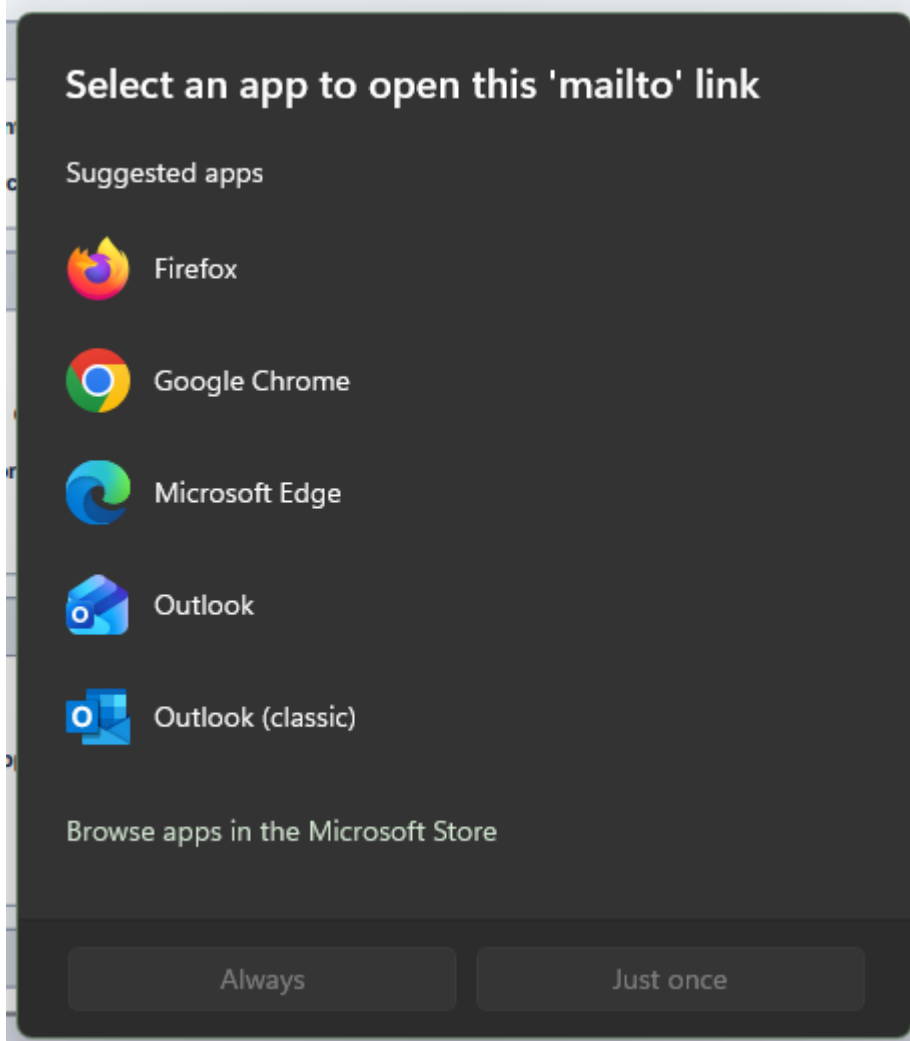 Select an app to open this 'mailto' link
Suggested apps
Firefox
Google Chrome
Microsoft Edge
Outlook
Outlook (classic)
Browse apps in the Microsoft Store
Always
Just once